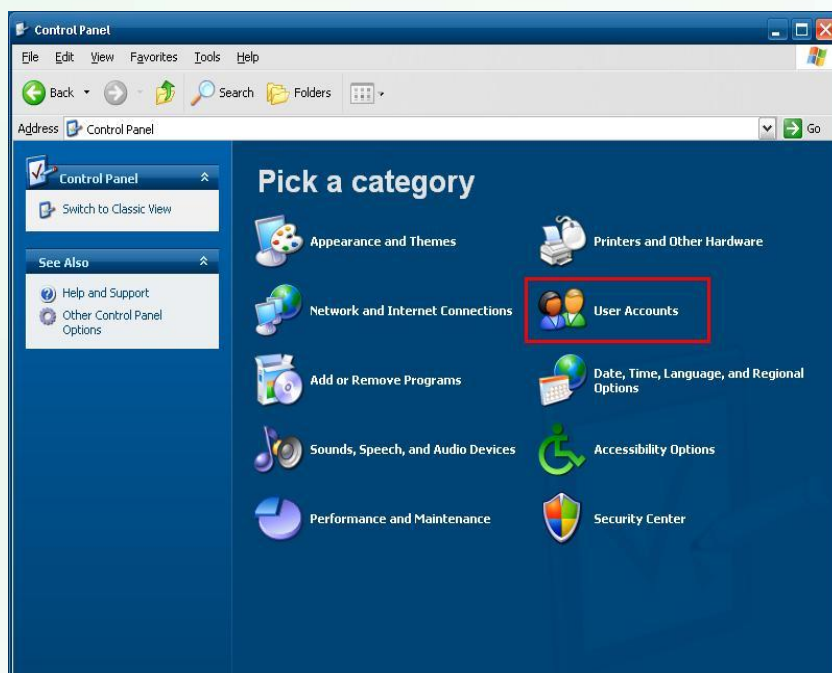 Control Panel
File Edit View Favorites Tools Help
Back Search Folders
Address Control Panel Go
Control Panel
Switch to Classic View
See Also
Help and Support
Other Control Panel
Options
Pick a category
Appearance and Themes
Printers and Other Hardware
Network and Internet Connections
User Accounts
Add or Remove Programs
Date, Time, Language, and Regional
Options
Sounds, Speech, and Audio Devices
Accessibility Options
Performance and Maintenance
Security Center